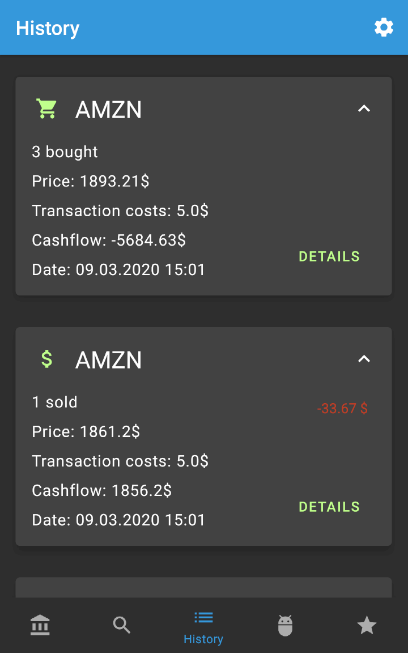 History
AMZN
3 bought
Price: 1893.21$
Transaction costs: 5.0$
Cashflow: -5684.63$
DETAILS
Date: 09.03.2020 15:01
$ AMZN
1 sold
-33.67 $
Price: 1861.2$
Transaction costs: 5.0$
Cashflow: 1856.2$
DETAILS
Date: 09.03.2020 15:01
History